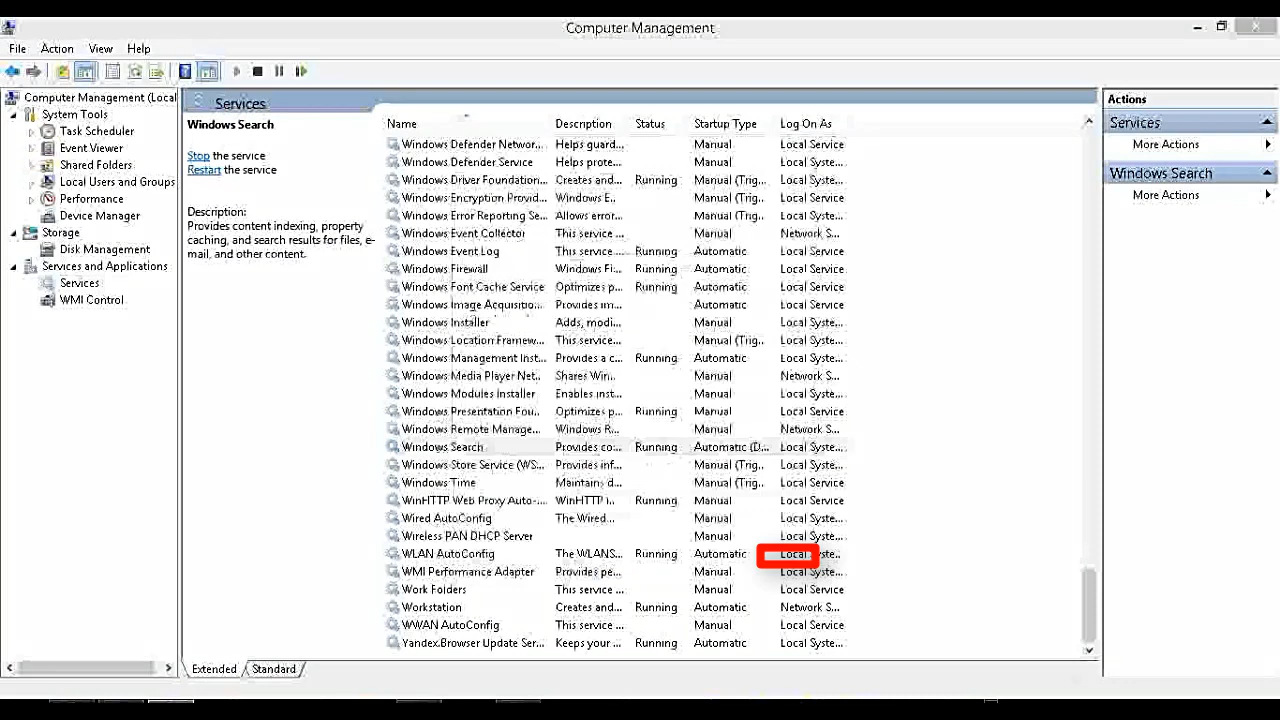 Computer Management
File Action View Help
Computer Management (Local
System Tools
Task Scheduler
Event Viewer
Shared Folders
Local Users and Groups
Performance
Device Manager
Storage
Disk Management
Services and Applications
Services
WMI Control
Services
Windows Search
Stop the service
Restart the service
Description:
Provides content indexing, property
caching, and search results for files, e-
mail, and other content.
Name Description Status Startup Type Log On As
Windows Defender Networ... Helps guard... Manual Local Service
Windows Defender Service Helps prote... Manual Local Syste...
Windows Driver Foundation... Creates and... Running Manual (Trig... Local Syste...
Windows Encryption Provid... Windows E... Manual (Trig... Local Service
Windows Error Reporting Se... Allows error... Manual (Trig... Local Syste...
Windows Event Collector This service ... Manual Network S...
Windows Event Log This service ... Running Automatic Local Service
Windows Firewall Windows Fi... Running Automatic Local Service
Windows Font Cache Service Optimizes p... Running Automatic Local Service
Windows Image Acquisitio... Provides im... Automatic Local Service
Windows Installer Adds, modi... Manual Local Syste...
Windows Location Framew... This service... Manual (Trig... Local Syste...
Windows Management Inst... Provides a c... Running Automatic Local Syste...
Windows Media Player Net... Shares Win... Manual Network S...
Windows Modules Installer Enables inst... Manual Local Syste...
Windows Presentation Fou... Optimizes p... Running Manual Local Service
Windows Remote Manage... Windows R... Manual Network S...
Windows Search Provides co... Running Automatic (D... Local Syste...
Windows Store Service (WS... Provides inf... Manual (Trig... Local Syste...
Windows Time Maintains d... Manual (Trig... Local Service
WinHTTP Web Proxy Auto-... WinHTTP i... Running Manual Local Service
Wired AutoConfig The Wired... Manual Local Syste...
Wireless PAN DHCP Server Manual Local Syste...
WLAN AutoConfig The WLANS... Running Automatic Local Syste...
WMI Performance Adapter Provides pe... Manual Local Syste...
Work Folders This service ... Manual Local Service
Workstation Creates and... Running Automatic Network S...
WWAN AutoConfig This service ... Manual Local Service
Yandex.Browser Update Ser... Keeps your ... Running Automatic Local Syste...
Extended Standard
Actions
Services
More Actions
Windows Search
More Actions